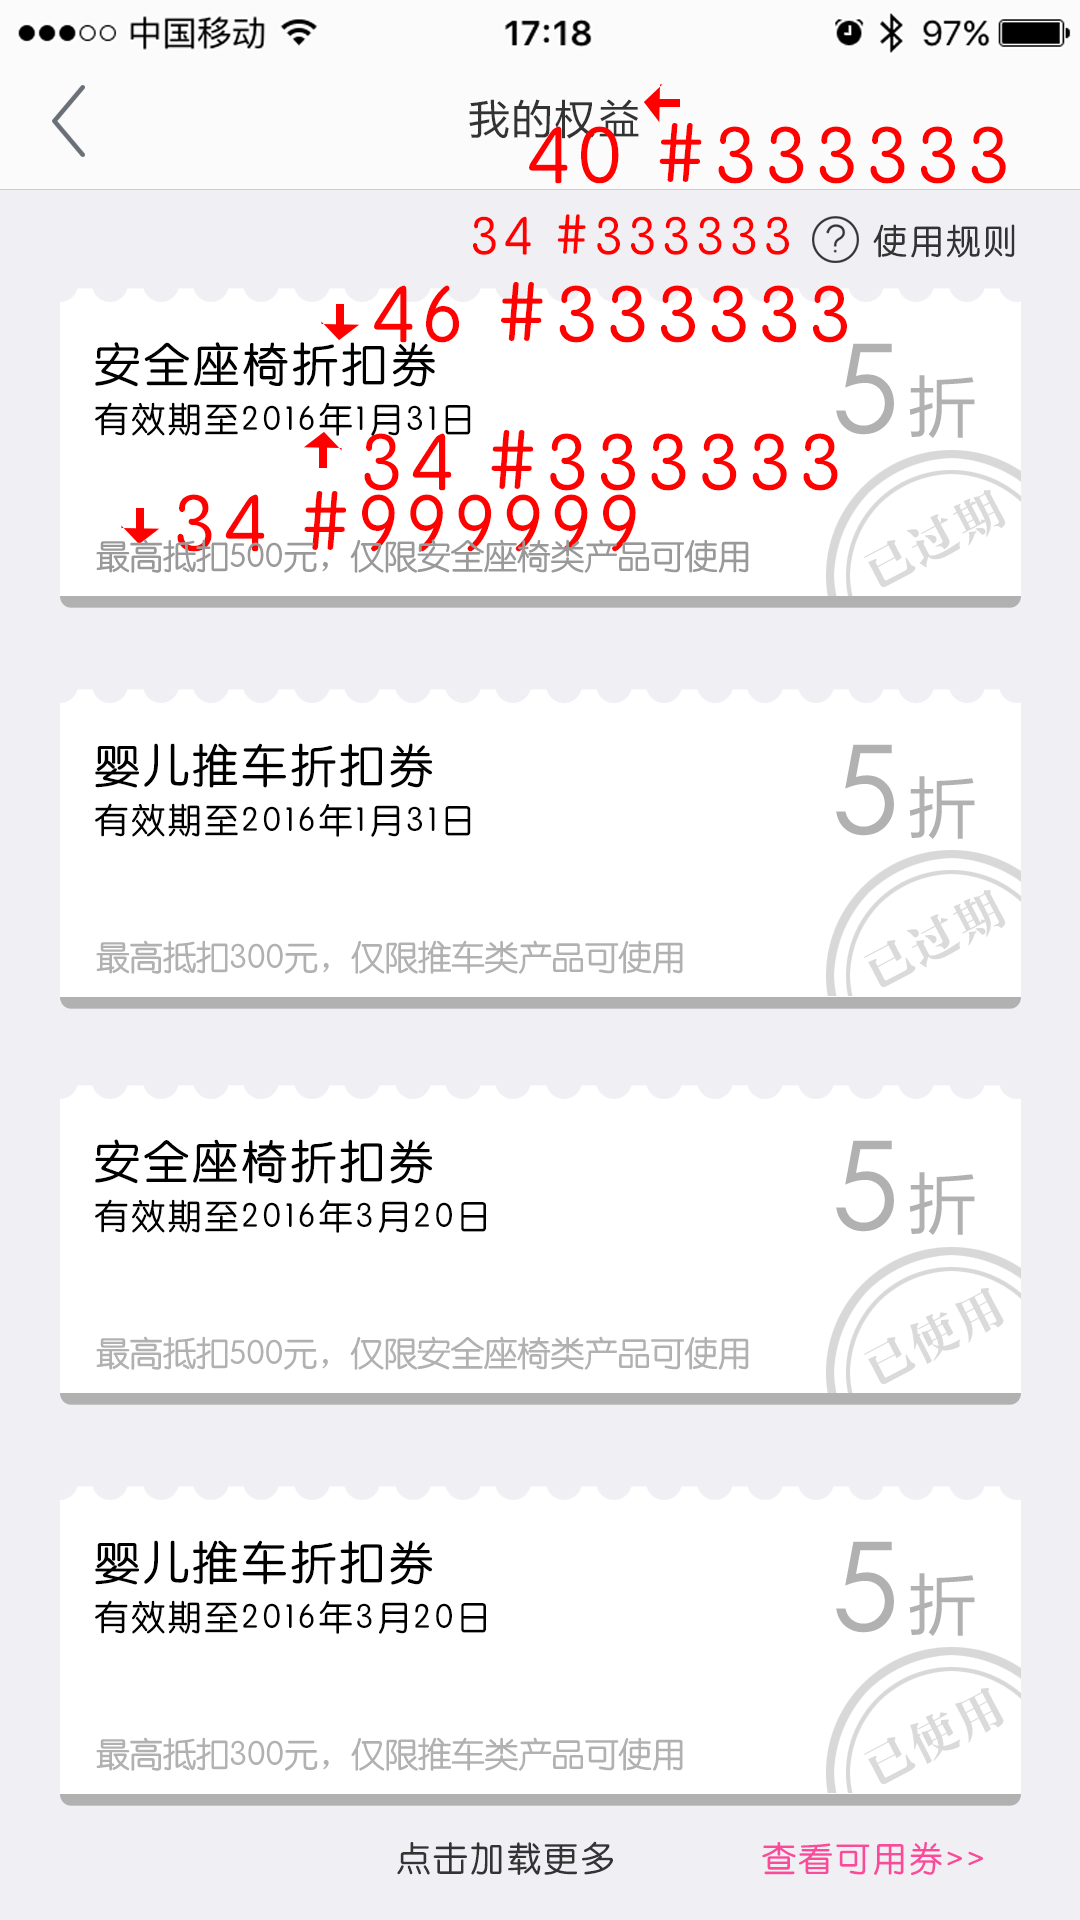 中国移动 17:18 97%
我的权益
40 #333333
34 #333333 ? 使用规则
46 #333333
安全座椅折扣券
5折
有效期至2016年1月31日
34 #333333
34 #999999
最高抵扣500元，仅限安全座椅类产品可使用
已过期
婴儿推车折扣券
5折
有效期至2016年1月31日
最高抵扣300元，仅限推车类产品可使用
已过期
安全座椅折扣券
5折
有效期至2016年3月20日
最高抵扣500元，仅限安全座椅类产品可使用
已使用
婴儿推车折扣券
5折
有效期至2016年3月20日
最高抵扣300元，仅限推车类产品可使用
已使用
点击加载更多 查看可用券>>